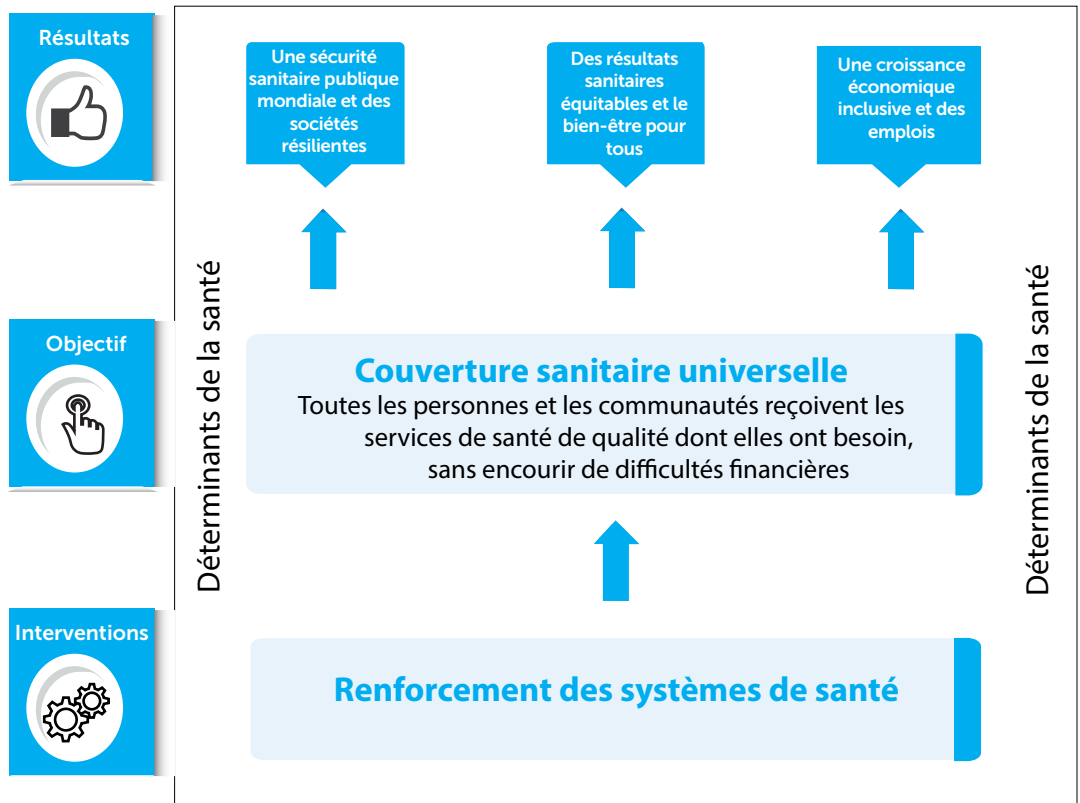 Résultats
Une sécurité
sanitaire publique
mondiale et des
sociétés
résilientes
Des résultats
sanitaires
équitables et le
bien-être pour
tous
Une croissance
économique
inclusive et des
emplois
Déterminants de la santé
Objectif
Couverture sanitaire universelle
Toutes les personnes et les communautés reçoivent les
services de santé de qualité dont elles ont besoin,
sans encourir de difficultés financières
Déterminants de la santé
Interventions
Renforcement des systèmes de santé